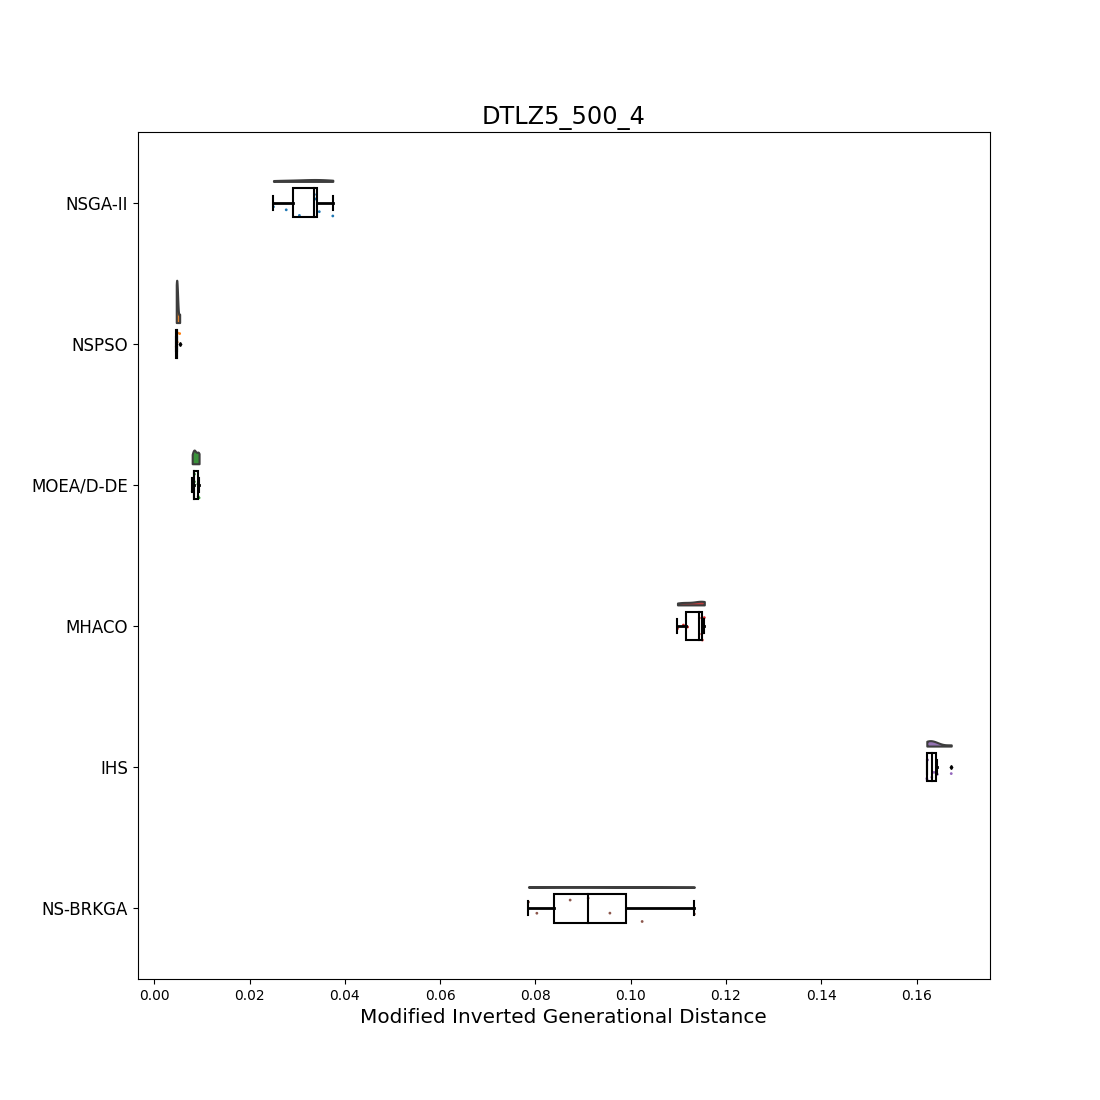 DTLZ5_500_4
NSGA-II
NSPSO
MOEA/D-DE
MHACO
IHS
NS-BRKGA
0.00 0.02 0.04 0.06 0.08 0.10 0.12 0.14 0.16
Modified Inverted Generational Distance